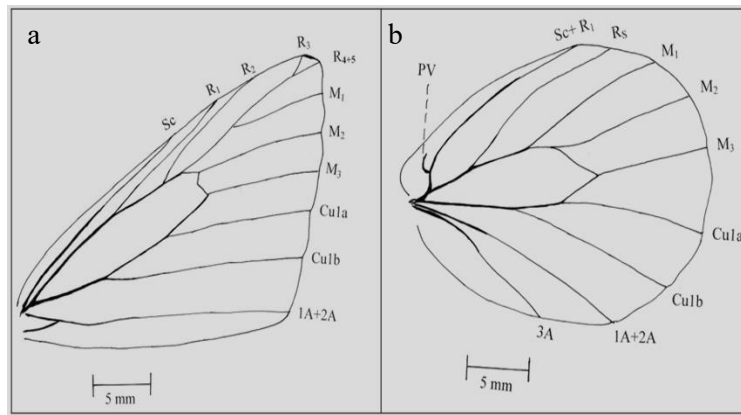 a
Sc
R1
R2
R3
R4+5
M1
M2
M3
Cu1a
Cu1b
1A+2A
5 mm
b
PV
Sc+ R1
RS
M1
M2
M3
Cu1a
Cu1b
1A+2A
3A
5 mm